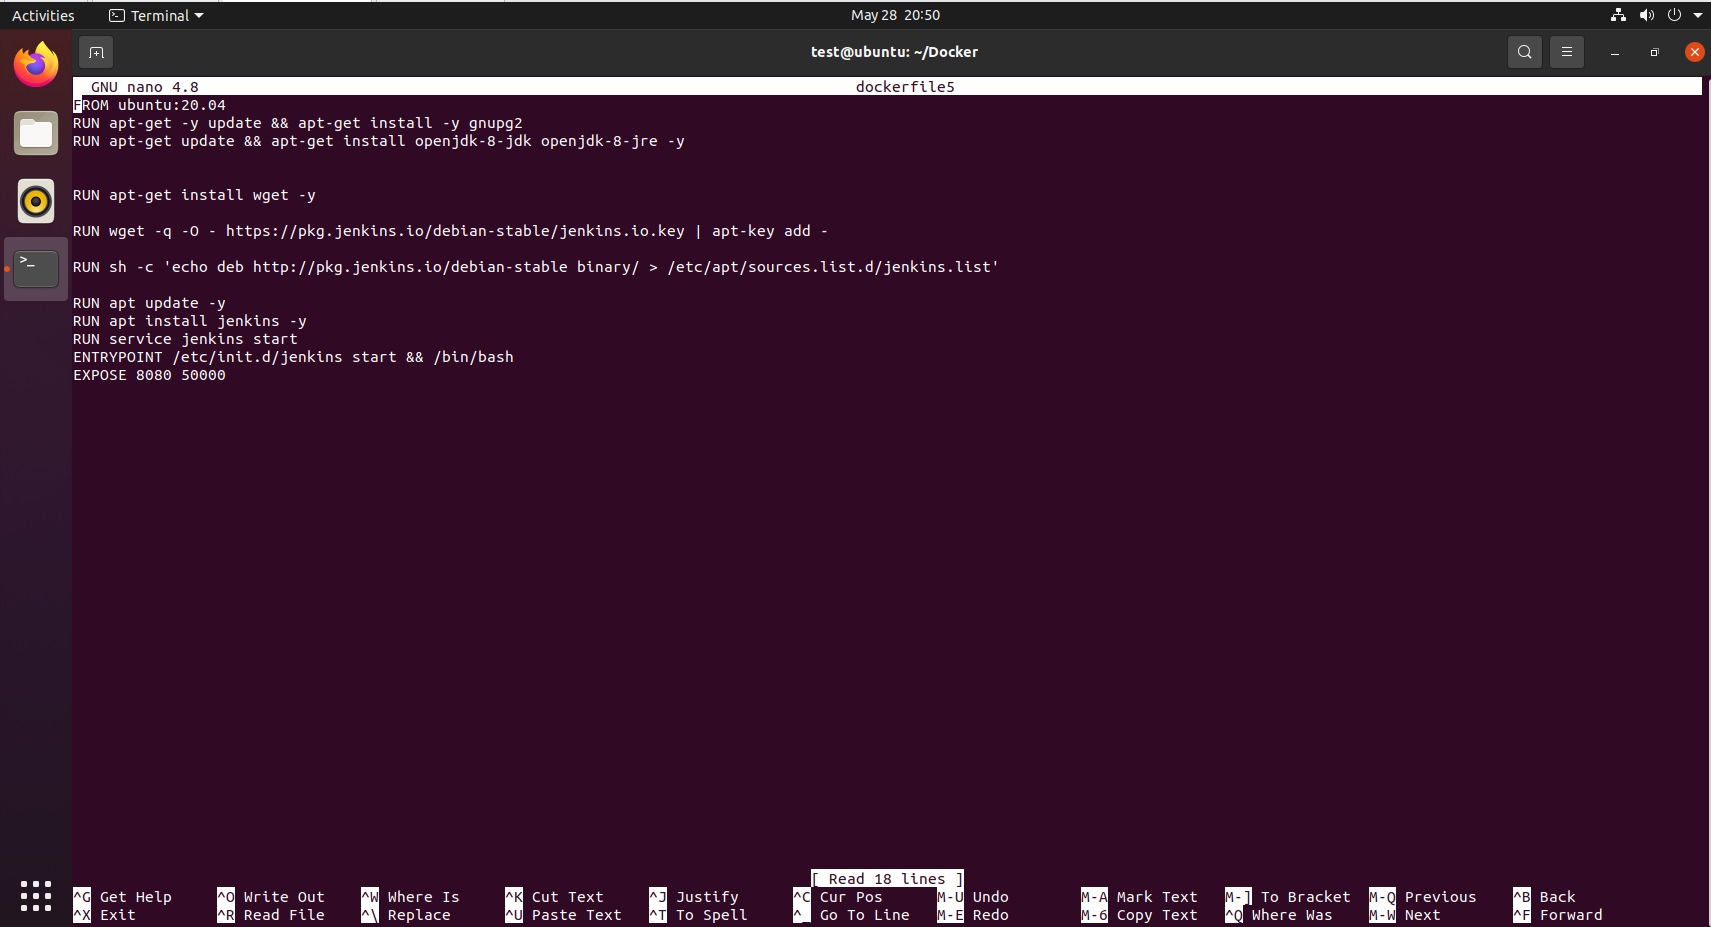 Activities Terminal May 28 20:50
test@ubuntu: ~/Docker
GNU nano 4.8 dockerfile5
FROM ubuntu:20.04
RUN apt-get -y update && apt-get install -y gnupg2
RUN apt-get update && apt-get install openjdk-8-jdk openjdk-8-jre -y
RUN apt-get install wget -y
RUN wget -q -O - https://pkg.jenkins.io/debian-stable/jenkins.io.key | apt-key add -
RUN sh -c 'echo deb http://pkg.jenkins.io/debian-stable binary/ > /etc/apt/sources.list.d/jenkins.list'
RUN apt update -y
RUN apt install jenkins -y
RUN service jenkins start
ENTRYPOINT /etc/init.d/jenkins start && /bin/bash
EXPOSE 8080 50000
[ Read 18 lines ]
^G Get Help ^O Write Out ^W Where Is ^K Cut Text ^J Justify ^C Cur Pos M-U Undo M-A Mark Text M-] To Bracket M-Q Previous ^B Back
^X Exit ^R Read File ^\ Replace ^U Paste Text ^T To Spell ^_ Go To Line M-E Redo M-6 Copy Text ^Q Where Was M-W Next ^F Forward